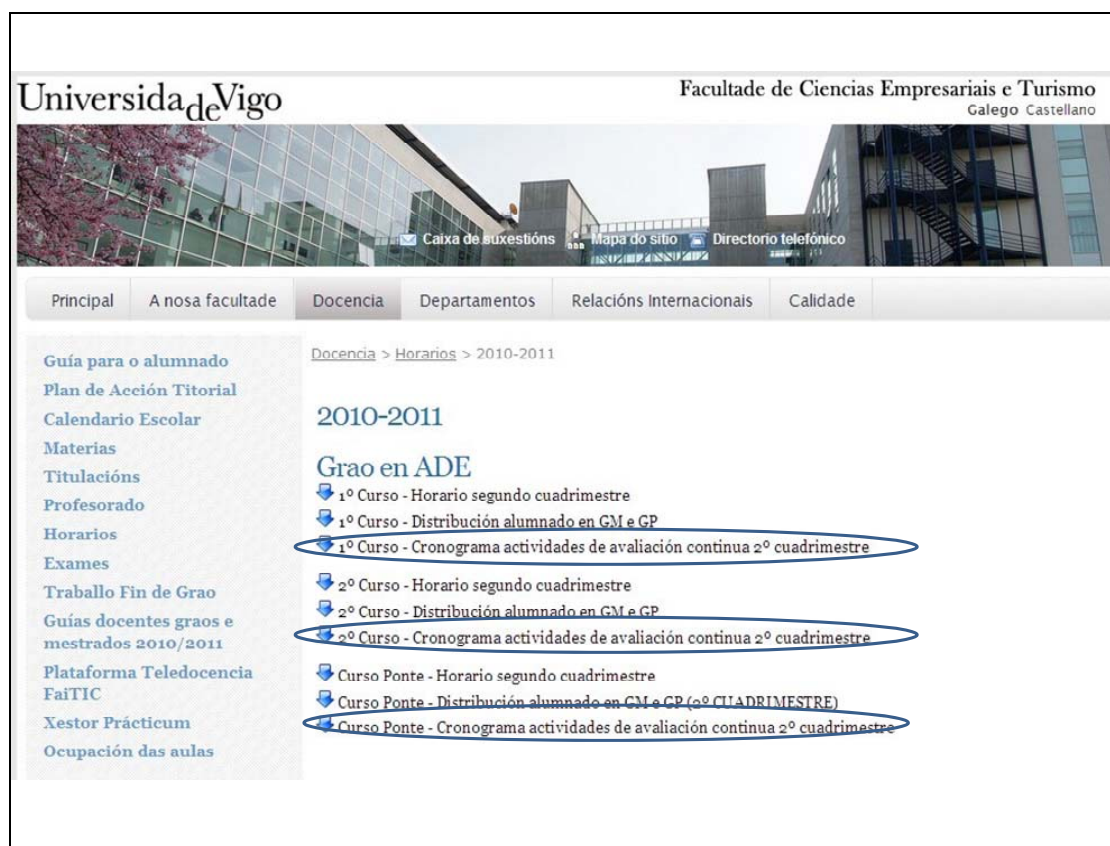 UniversidadeVigo
Facultade de Ciencias Empresariais e Turismo
Galego Castellano
Caixa de suxestións
Mapa do sitio
Directorio telefónico
Principal
A nosa facultade
Docencia
Departamentos
Relacións Internacionais
Calidade
Guía para o alumnado
Plan de Acción Titorial
Calendario Escolar
Materias
Titulacións
Profesorado
Horarios
Exames
Traballo Fin de Grao
Guías docentes graos e
mestrados 2010/2011
Plataforma Teledocencia
FaiTIC
Xestor Prácticum
Ocupación das aulas
Docencia > Horarios > 2010-2011
2010-2011
Grao en ADE
1º Curso - Horario segundo cuadrimestre
1º Curso - Distribución alumnado en GM e GP
1º Curso - Cronograma actividades de avaliación continua 2º cuadrimestre
2º Curso - Horario segundo cuadrimestre
2º Curso - Distribución alumnado en GM e GP
2º Curso - Cronograma actividades de avaliación continua 2º cuadrimestre
Curso Ponte - Horario segundo cuadrimestre
Curso Ponte - Distribución alumnado en GM e GP (2º CUADRIMESTRE)
Curso Ponte - Cronograma actividades de avaliación continua 2º cuadrimestre